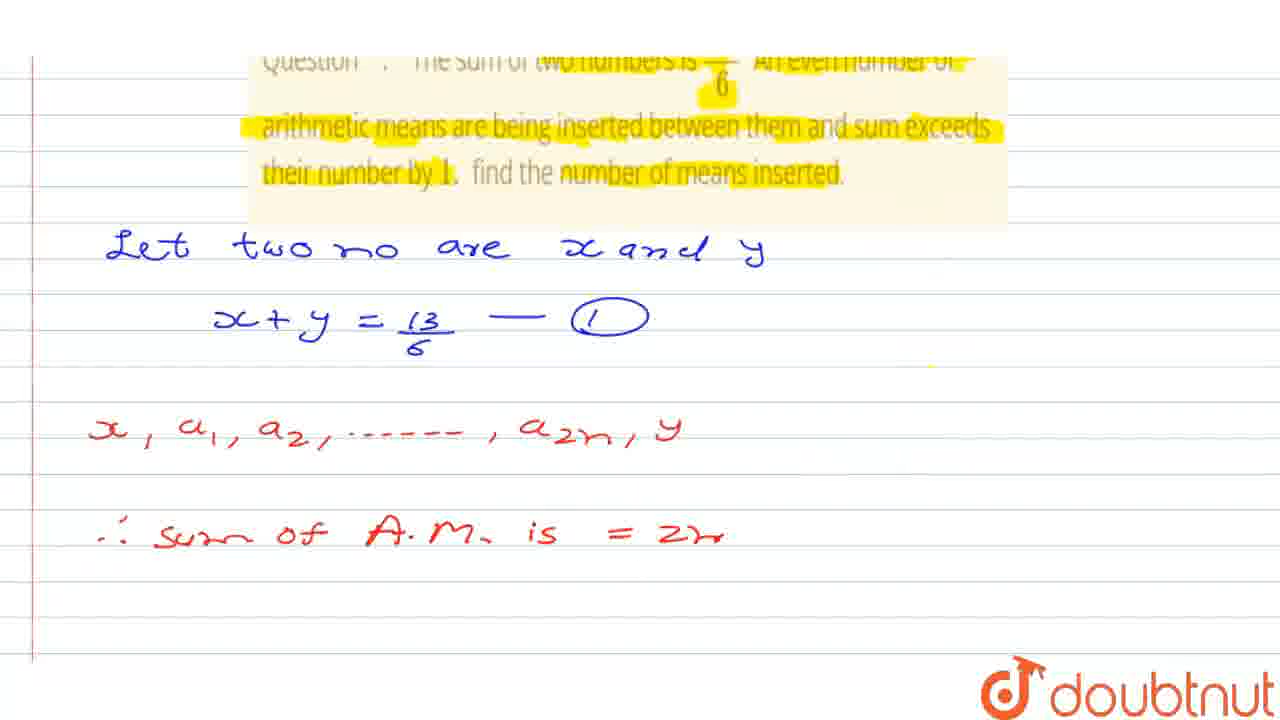 Question . The sum of two numbers is 6 An even number of
arithmetic means are being inserted between them and sum exceeds
their number by 1. find the number of means inserted.
Let two no are x and y
x + y = 13/6 — ①
x, a₁, a₂, ------, a₂ₙ, y
∴ sum of A.M. is = 2n
doubtnut